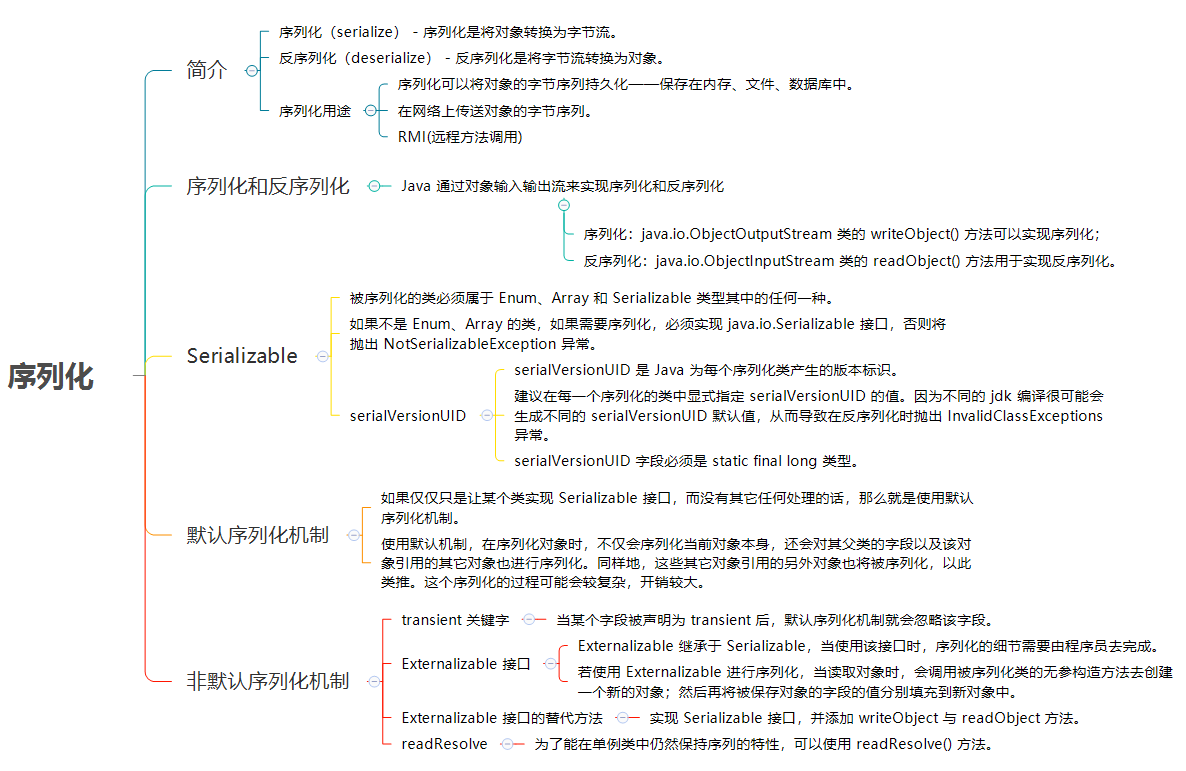 序列化（serialize） - 序列化是将对象转换为字节流。
简介
反序列化（deserialize） - 反序列化是将字节流转换为对象。
序列化可以将对象的字节序列持久化——保存在内存、文件、数据库中。
序列化用途
在网络上传送对象的字节序列。
RMI(远程方法调用)
序列化和反序列化
Java 通过对象输入输出流来实现序列化和反序列化
序列化：java.io.ObjectOutputStream 类的 writeObject() 方法可以实现序列化；
反序列化：java.io.ObjectInputStream 类的 readObject() 方法用于实现反序列化。
序列化
Serializable
被序列化的类必须属于 Enum、Array 和 Serializable 类型其中的任何一种。
如果不是 Enum、Array 的类，如果需要序列化，必须实现 java.io.Serializable 接口，否则将
抛出 NotSerializableException 异常。
serialVersionUID
serialVersionUID 是 Java 为每个序列化类产生的版本标识。
建议在每一个序列化的类中显式指定 serialVersionUID 的值。因为不同的 jdk 编译很可能会
生成不同的 serialVersionUID 默认值，从而导致在反序列化时抛出 InvalidClassExceptions
异常。
serialVersionUID 字段必须是 static final long 类型。
默认序列化机制
如果仅仅只是让某个类实现 Serializable 接口，而没有其它任何处理的话，那么就是使用默认
序列化机制。
使用默认机制，在序列化对象时，不仅会序列化当前对象本身，还会对其父类的字段以及该对
象引用的其它对象也进行序列化。同样地，这些其它对象引用的另外对象也将被序列化，以此
类推。这个序列化的过程可能会较复杂，开销较大。
非默认序列化机制
transient 关键字
当某个字段被声明为 transient 后，默认序列化机制就会忽略该字段。
Externalizable 接口
Externalizable 继承于 Serializable，当使用该接口时，序列化的细节需要由程序员去完成。
若使用 Externalizable 进行序列化，当读取对象时，会调用被序列化类的无参构造方法去创建
一个新的对象；然后再将被保存对象的字段的值分别填充到新对象中。
Externalizable 接口的替代方法
实现 Serializable 接口，并添加 writeObject 与 readObject 方法。
readResolve
为了能在单例类中仍然保持序列的特性，可以使用 readResolve() 方法。